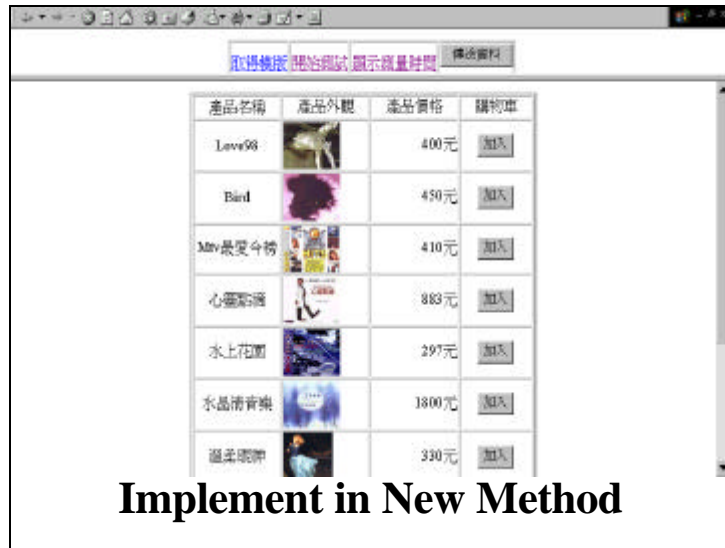 取得模版 開始測試 顯示測量時間 傳送資料
產品名稱 產品外觀 產品價格 購物車
Love98 400元 加入
Bird 450元 加入
Mtv最愛今榜 410元 加入
心靈點滴 883元 加入
水上花園 297元 加入
水晶清音樂 1800元 加入
溫柔眼神 330元 加入
Implement in New Method